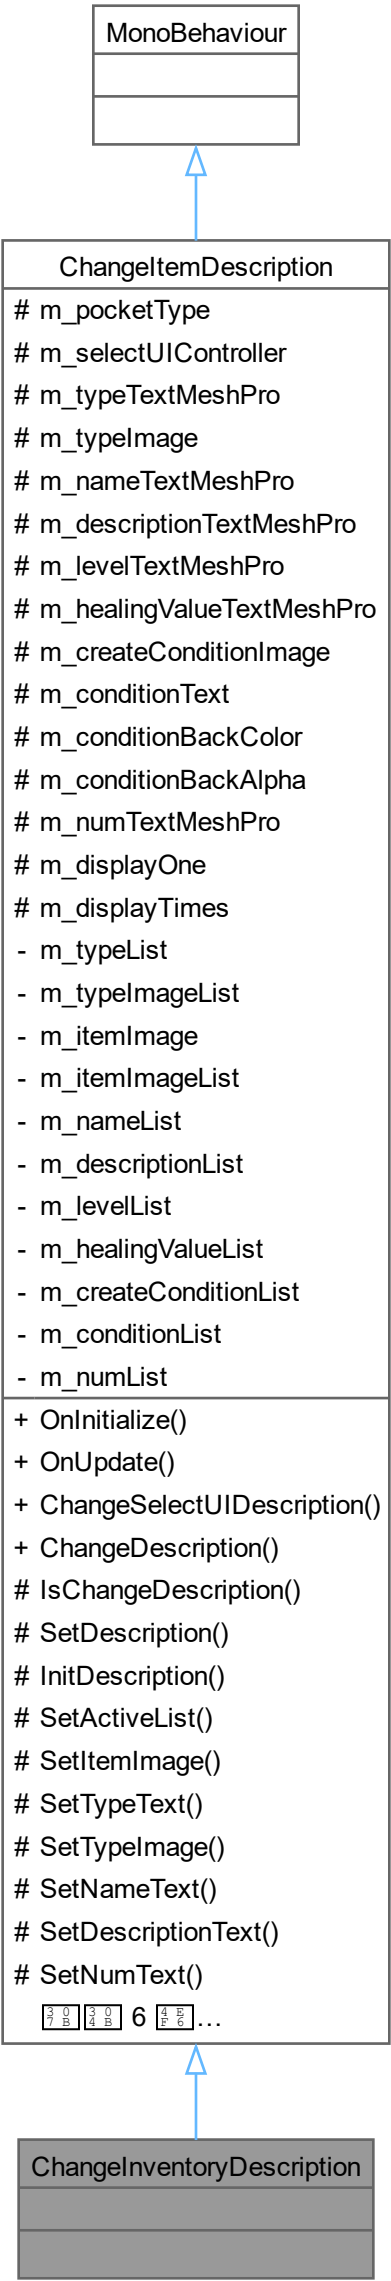 MonoBehaviour
ChangeItemDescription
# m_pocketType
# m_selectUIController
# m_typeTextMeshPro
# m_typeImage
# m_nameTextMeshPro
# m_descriptionTextMeshPro
# m_levelTextMeshPro
# m_healingValueTextMeshPro
# m_createConditionImage
# m_conditionText
# m_conditionBackColor
# m_conditionBackAlpha
# m_numTextMeshPro
# m_displayOne
# m_displayTimes
- m_typeList
- m_typeImageList
- m_itemImage
- m_itemImageList
- m_nameList
- m_descriptionList
- m_levelList
- m_healingValueList
- m_createConditionList
- m_conditionList
- m_numList
+ OnInitialize()
+ OnUpdate()
+ ChangeSelectUIDescription()
+ ChangeDescription()
# IsChangeDescription()
# SetDescription()
# InitDescription()
# SetActiveList()
# SetItemImage()
# SetTypeText()
# SetTypeImage()
# SetNameText()
# SetDescriptionText()
# SetNumText()
6 ...
ChangeInventoryDescription